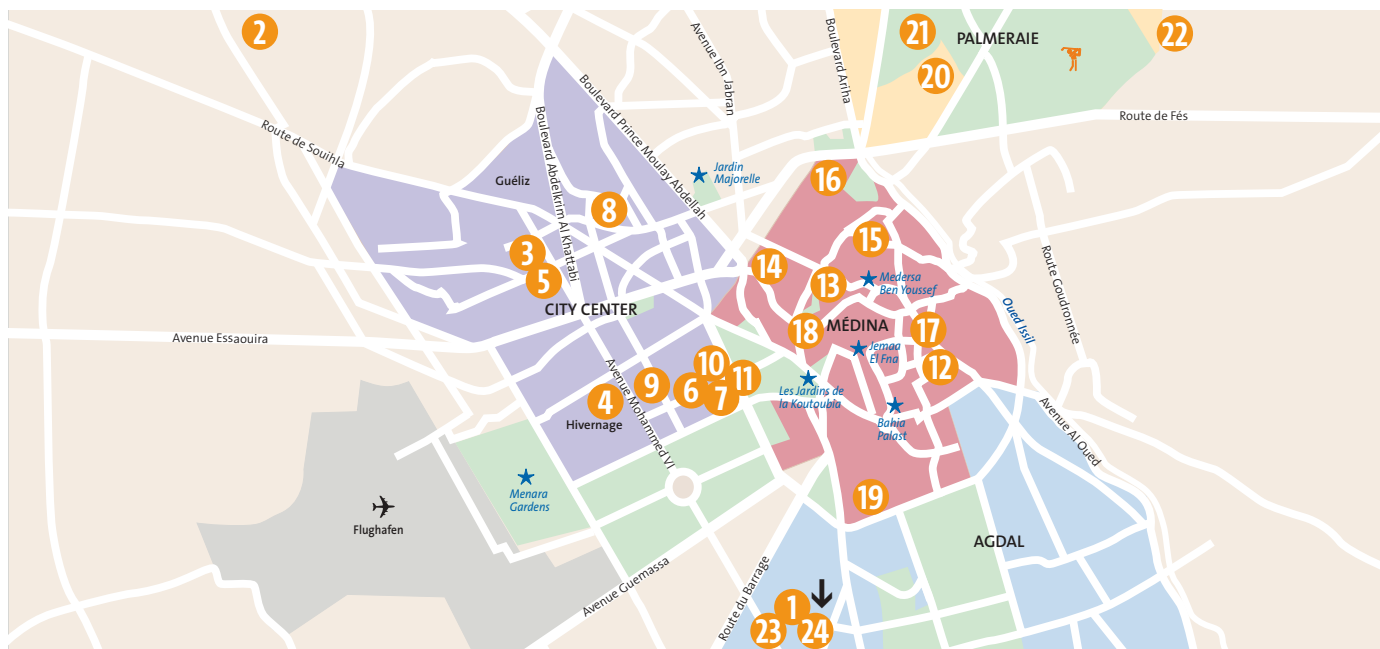 2
21
PALMERAIE
22
20
Boulevard Ariha
Avenue Ibn Jabran
Boulevard Prince Moulay Abdellah
Boulevard Abdelkrim Al Khattabi
Route de Souihla
Route de Fés
Guéliz
Jardin
Majorelle
16
8
15
3
14
5
13
Medersa
Ben Youssef
Route Goudronnée
Oued Issil
CITY CENTER
18
MÉDINA
17
Avenue Essaouira
Jemaa
El Fna
10
12
11
9
6
7
4
Les Jardins de
la Koutoubia
Avenue Mohammed VI
Hivernage
Bahia
Palast
Avenue Al Oued
Menara
Gardens
19
Flughafen
AGDAL
Avenue Guemassa
Route du Barrage
1
23
24